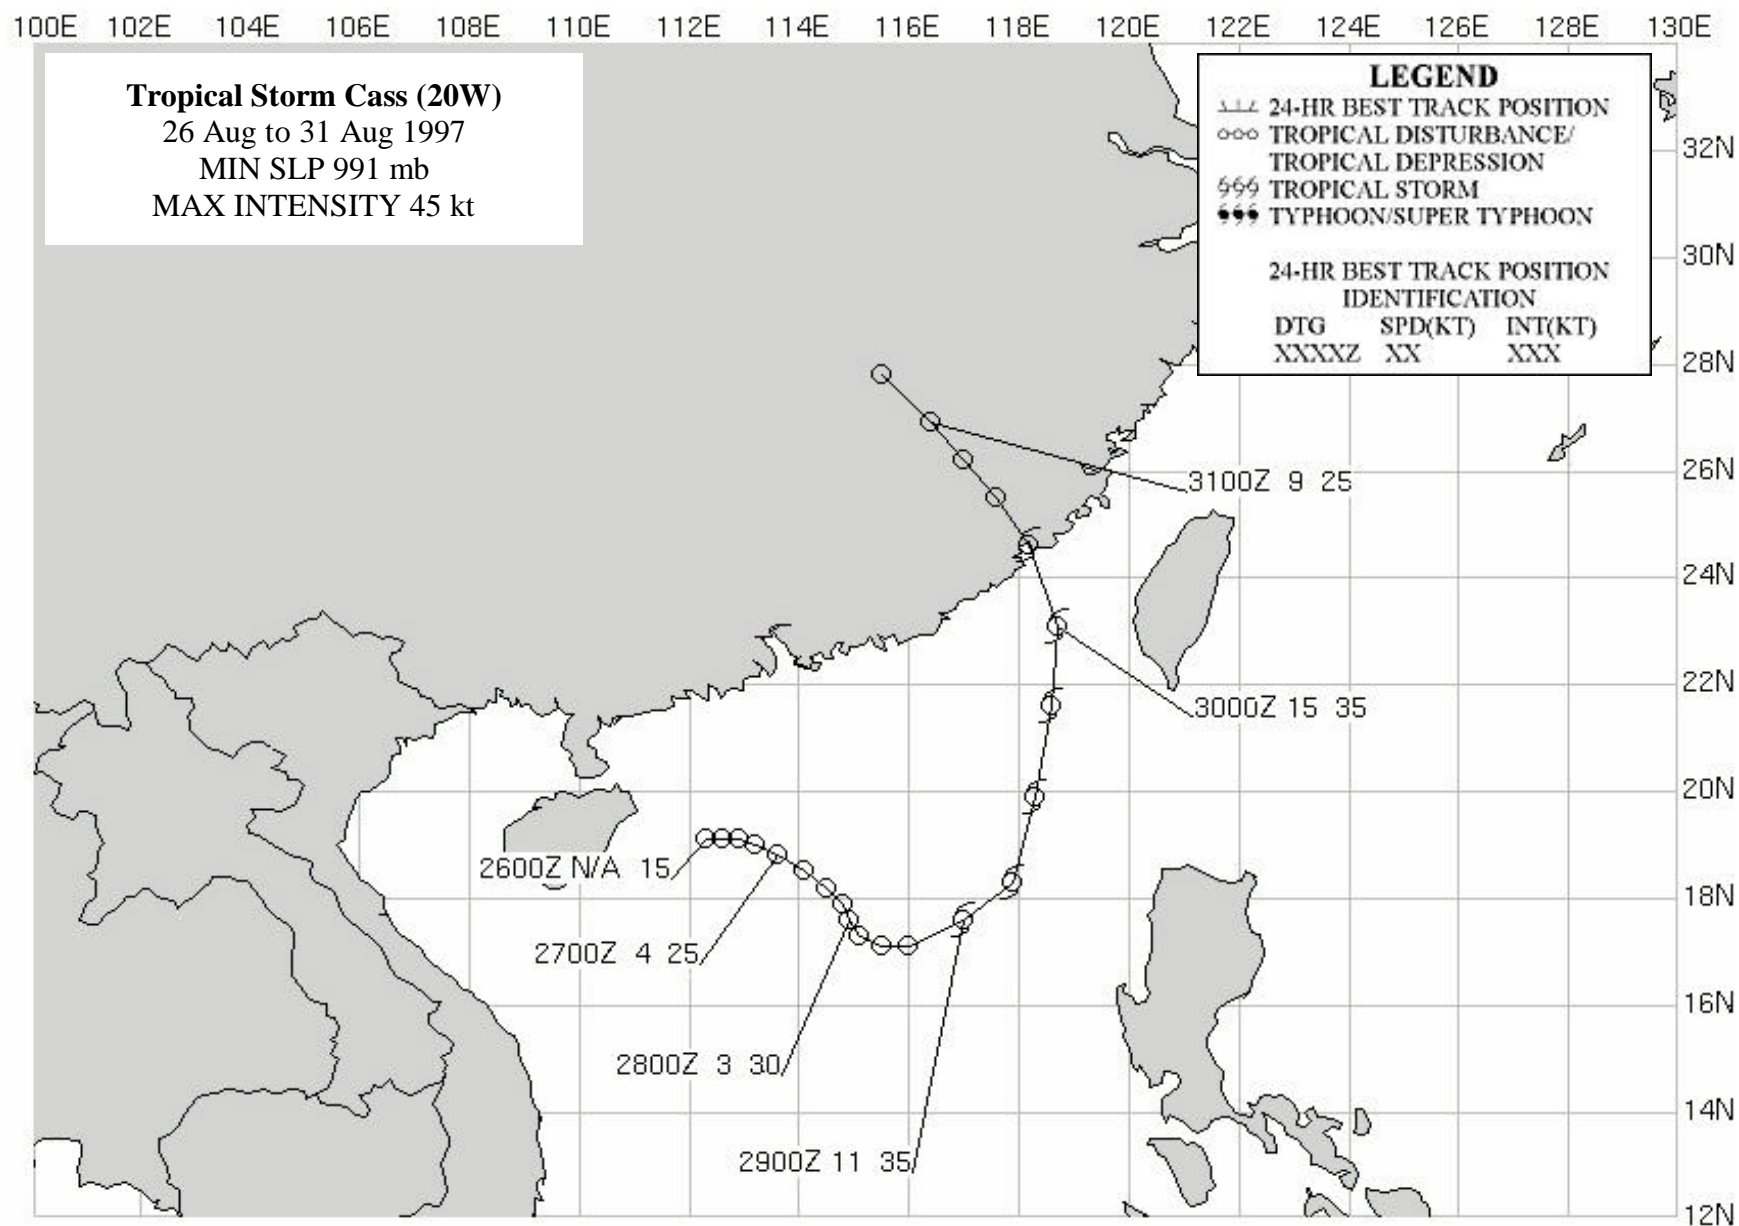 100E 102E 104E 106E 108E 110E 112E 114E 116E 118E 120E 122E 124E 126E 128E 130E
Tropical Storm Cass (20W)
26 Aug to 31 Aug 1997
MIN SLP 991 mb
MAX INTENSITY 45 kt
LEGEND
24-HR BEST TRACK POSITION
TROPICAL DISTURBANCE/
TROPICAL DEPRESSION
TROPICAL STORM
TYPHOON/SUPER TYPHOON
24-HR BEST TRACK POSITION
IDENTIFICATION
DTG SPD(KT) INT(KT)
XXXXZ XX XXX
32N
30N
28N
26N
3100Z 9 25
24N
22N
3000Z 15 35
20N
2600Z N/A 15
18N
2700Z 4 25
16N
2800Z 3 30
14N
2900Z 11 35
12N